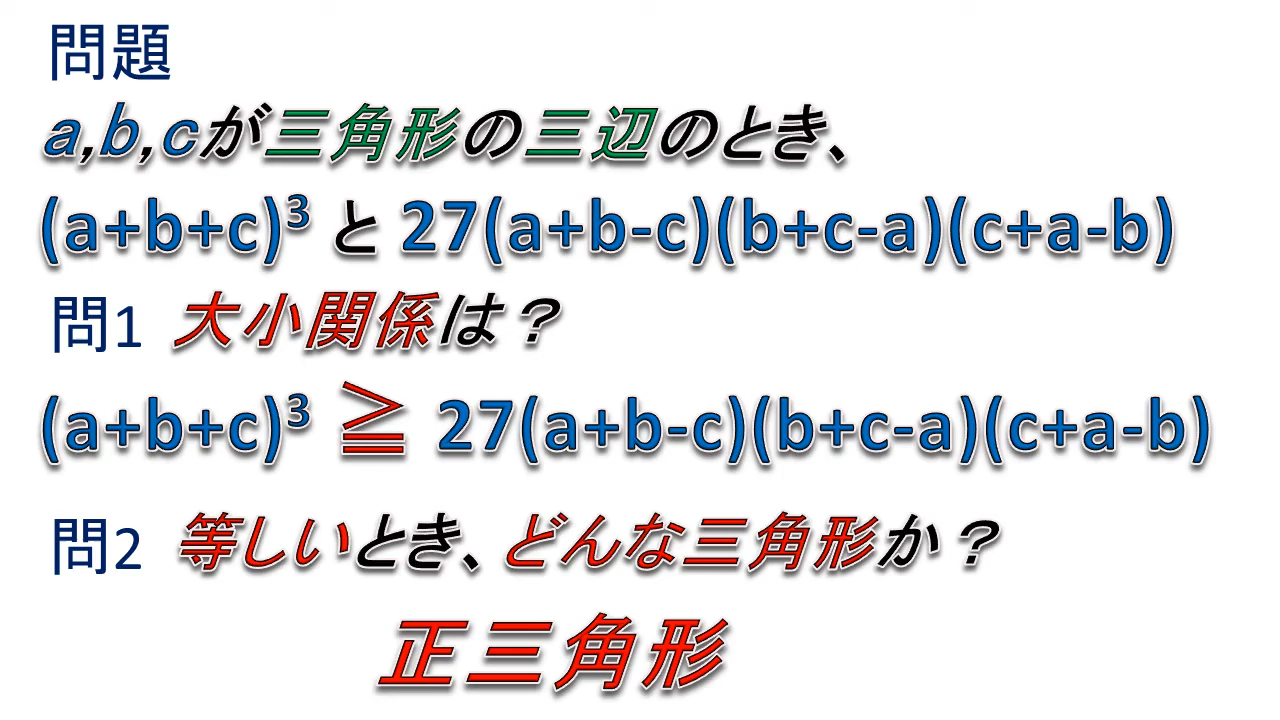 問題
a,b,cが三角形の三辺のとき、
(a+b+c)³ と 27(a+b-c)(b+c-a)(c+a-b)
問1 大小関係は？
(a+b+c)³ ≧ 27(a+b-c)(b+c-a)(c+a-b)
問2 等しいとき、どんな三角形か？
正三角形